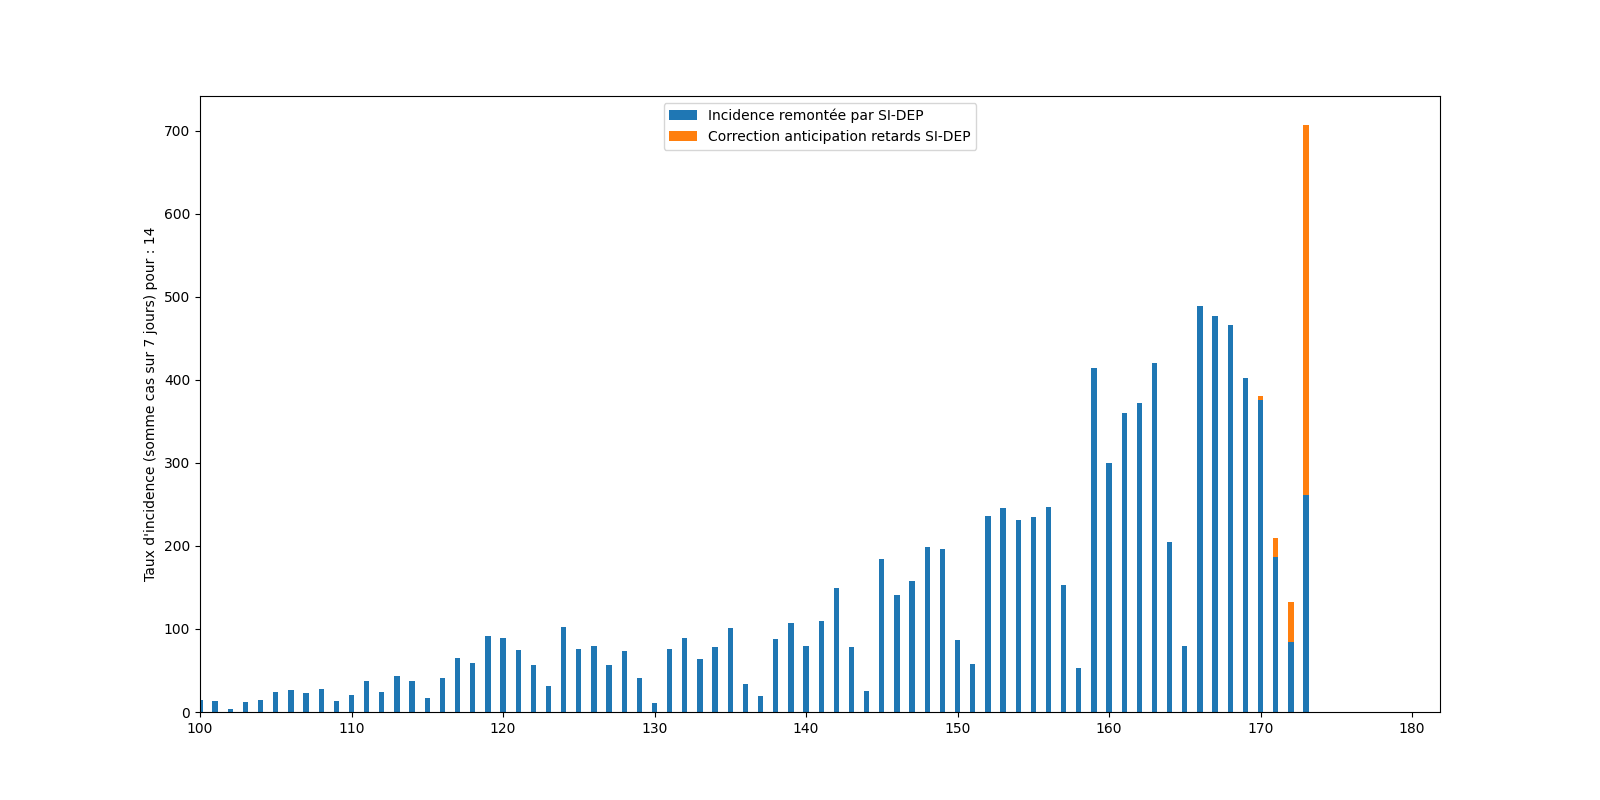 Incidence remontée par SI-DEP
Correction anticipation retards SI-DEP
Taux d'incidence (somme cas sur 7 jours) pour : 14
700
600
500
400
300
200
100
0
100 110 120 130 140 150 160 170 180